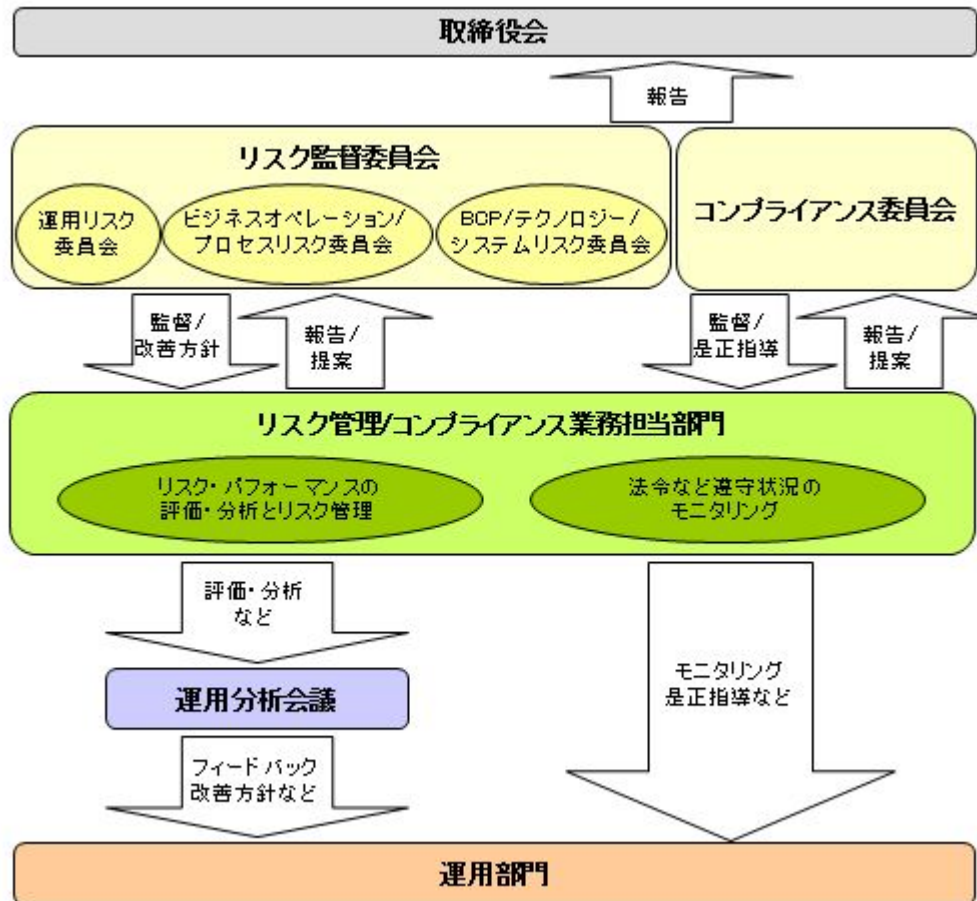 取締役会
報告
リスク監督委員会
運用リスク
委員会
ビジネスオペレーション/
プロセスリスク委員会
BCP/テクノロジー/
システムリスク委員会
コンプライアンス委員会
監督/
改善方針
報告/
提案
監督/
是正指導
報告/
提案
リスク管理/コンプライアンス業務担当部門
リスク・パフォーマンスの
評価・分析とリスク管理
法令など遵守状況の
モニタリング
評価・分析
など
運用分析会議
モニタリング
是正指導など
フィードバック
改善方針など
運用部門